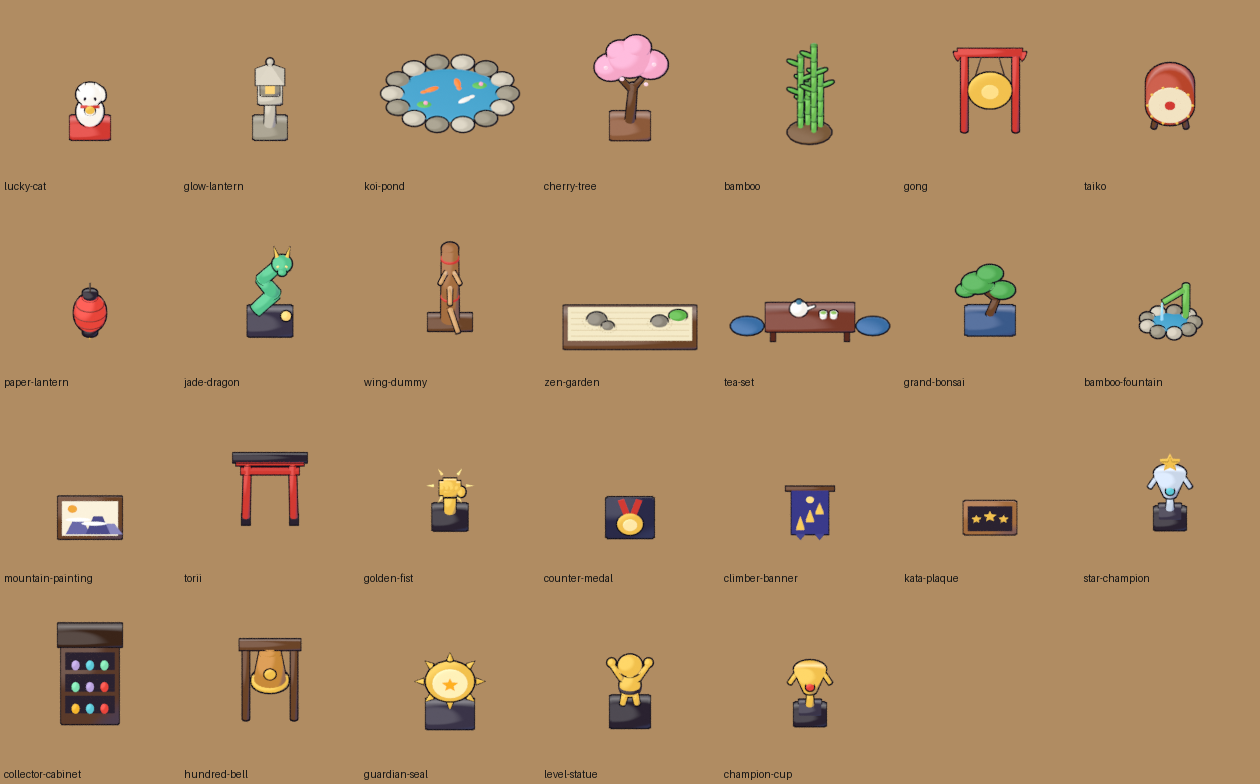 lucky-cat
glow-lantern
koi-pond
cherry-tree
bamboo
gong
taiko
paper-lantern
jade-dragon
wing-dummy
zen-garden
tea-set
grand-bonsai
bamboo-fountain
mountain-painting
torii
golden-fist
counter-medal
climber-banner
kata-plaque
star-champion
collector-cabinet
hundred-bell
guardian-seal
level-statue
champion-cup